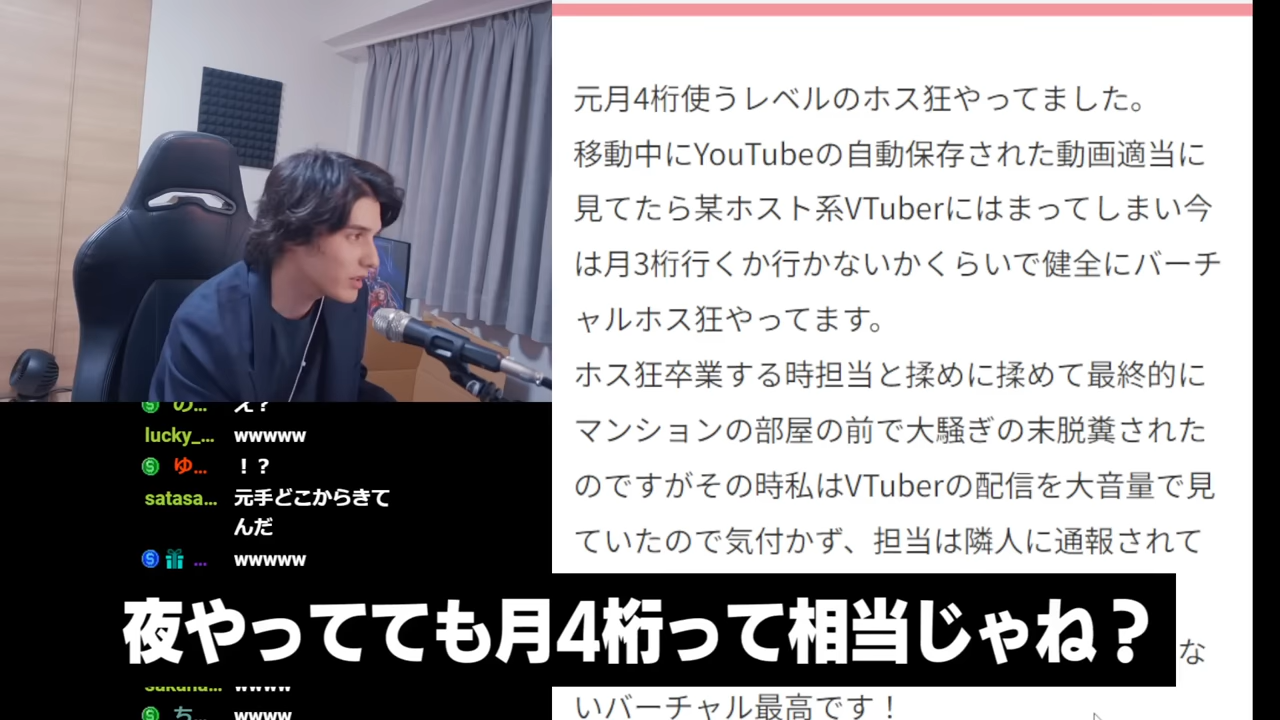 元月4桁使うレベルのホス狂やってました。
移動中にYouTubeの自動保存された動画適当に
見てたら某ホスト系VTuberにはまってしまい今
は月3桁行くか行かないかくらいで健全にバーチ
ャルホス狂やってます。
ホス狂卒業する時担当と揉めに揉めて最終的に
マンションの部屋の前で大騒ぎの末脱糞された
のですがその時私はVTuberの配信を大音量で見
ていたので気付かず、担当は隣人に通報されて
な
いバーチャル最高です！
の… え？
lucky_… wwwww
ゆ… ！？
satasa… 元手どこからきて
んだ
… wwwww
夜やってても月4桁って相当じゃね？
sakana… wwww
ち… wwww